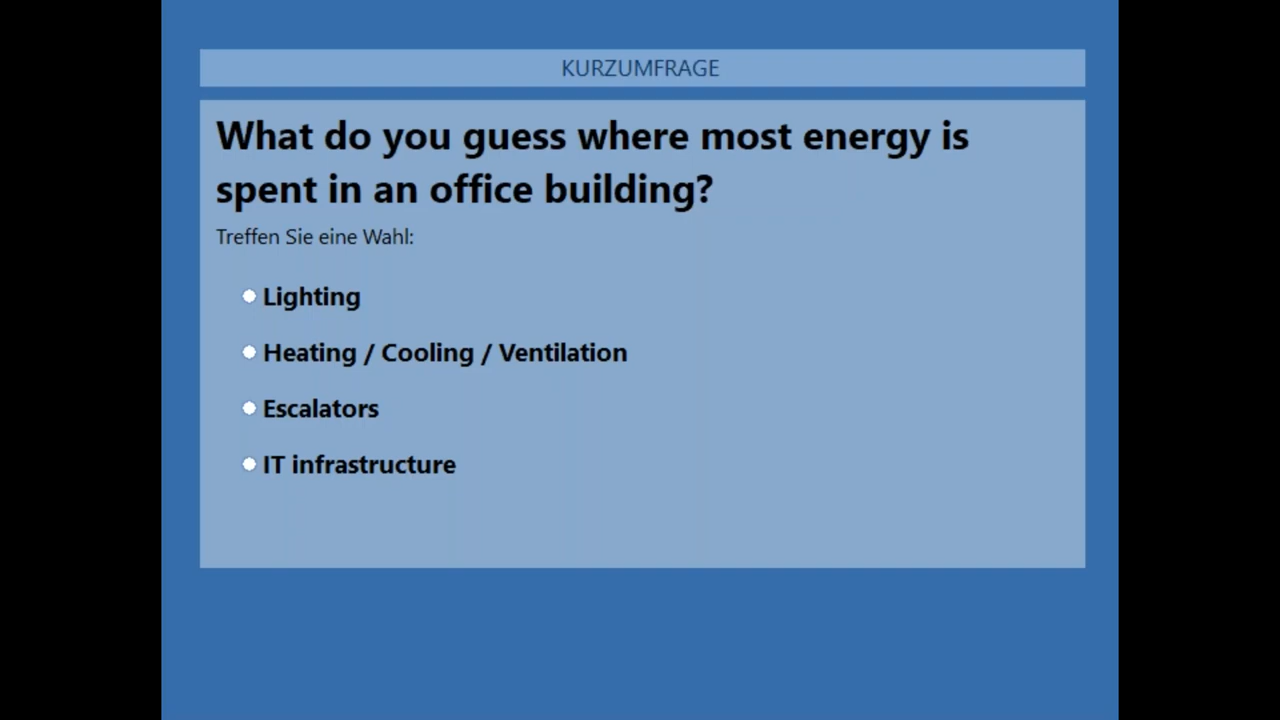 KURZUMFRAGE
What do you guess where most energy is
spent in an office building?
Treffen Sie eine Wahl:
Lighting
Heating / Cooling / Ventilation
Escalators
IT infrastructure